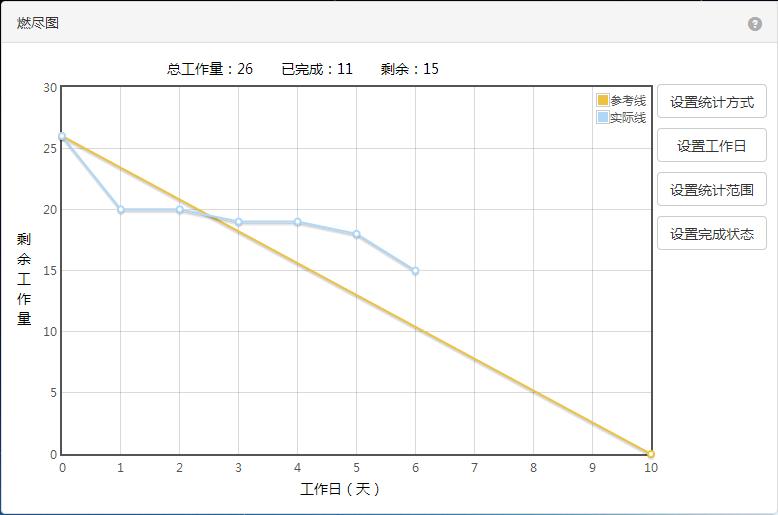 燃尽图
总工作量：26 已完成：11 剩余：15
30
25
20
15
10
5
0
剩余工作量
0 1 2 3 4 5 6 7 8 9 10
工作日（天）
参考线
实际线
设置统计方式
设置工作日
设置统计范围
设置完成状态